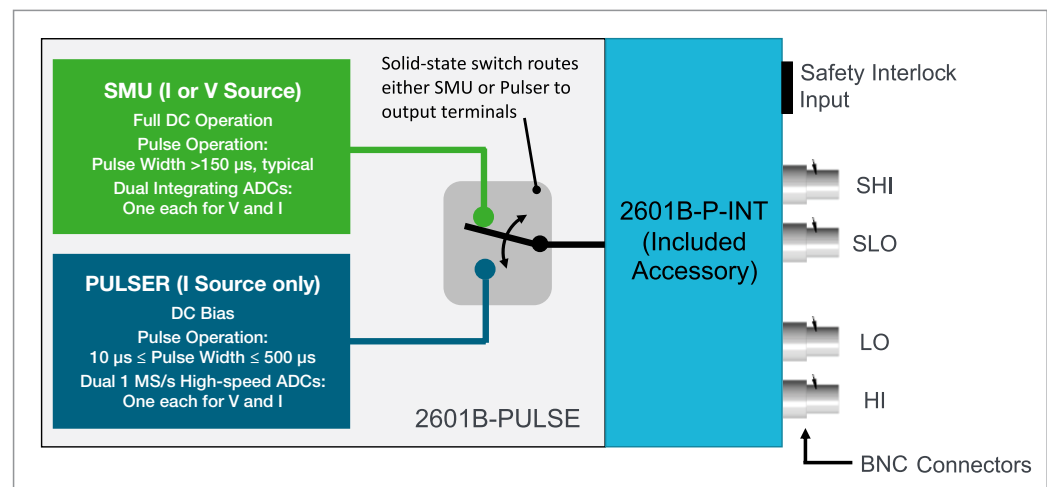 SMU (I or V Source)
Full DC Operation
Pulse Operation:
Pulse Width >150 µs, typical
Dual Integrating ADCs:
One each for V and I
PULSER (I Source only)
DC Bias
Pulse Operation:
10 µs ≤ Pulse Width ≤ 500 µs
Dual 1 MS/s High-speed ADCs:
One each for V and I
Solid-state switch routes
either SMU or Pulser to
output terminals
2601B-PULSE
2601B-P-INT
(Included
Accessory)
Safety Interlock
Input
SHI
SLO
LO
HI
BNC Connectors